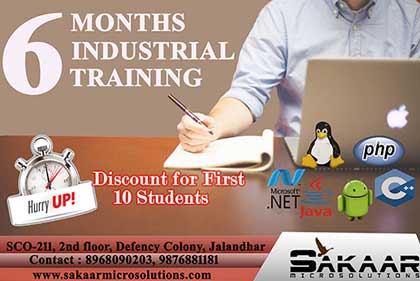 6 MONTHS
INDUSTRIAL
TRAINING
php
Hurry UP!
Discount for First
10 Students
Microsoft
.NET
Java
C++
SCO-211, 2nd floor, Defency Colony, Jalandhar
Contact : 8968090203, 9876881181
www.sakaarmicrosolutions.com
SAKAAR
MICROSOLUTIONS